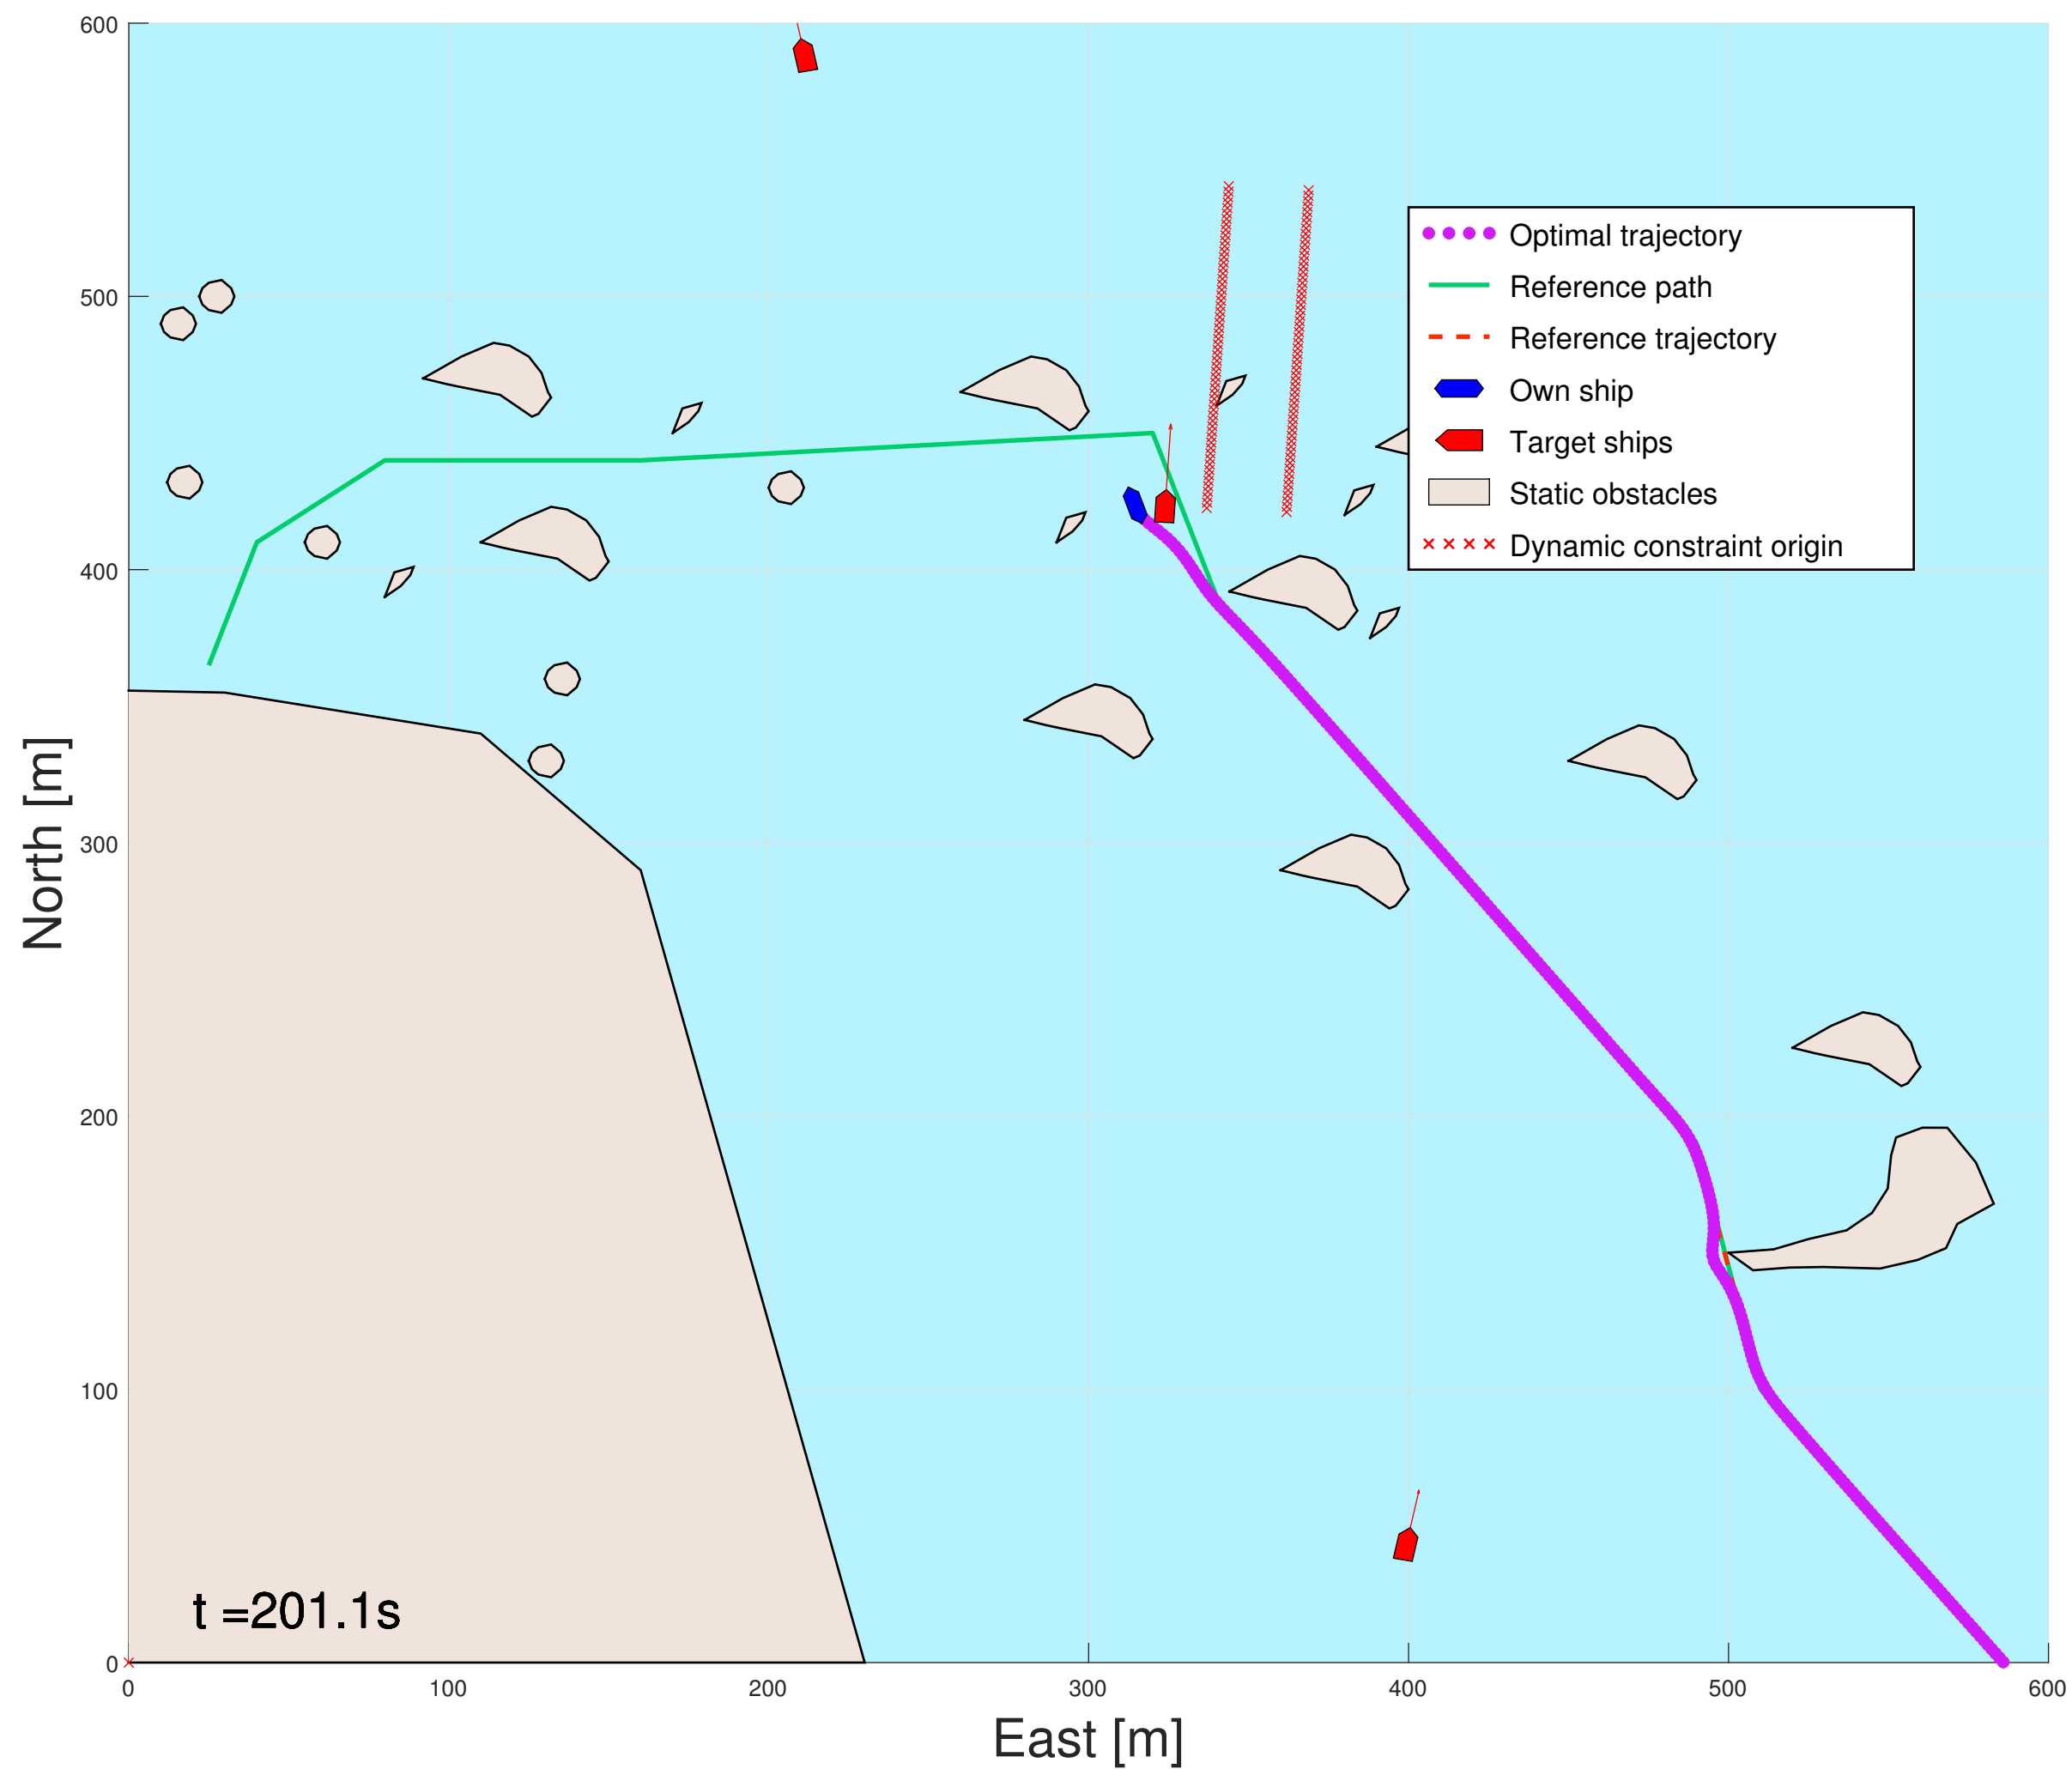 600
500
400
300
200
100
0
North [m]
Optimal trajectory
Reference path
Reference trajectory
Own ship
Target ships
Static obstacles
Dynamic constraint origin
t =201.1s
0 100 200 300 400 500 600
East [m]